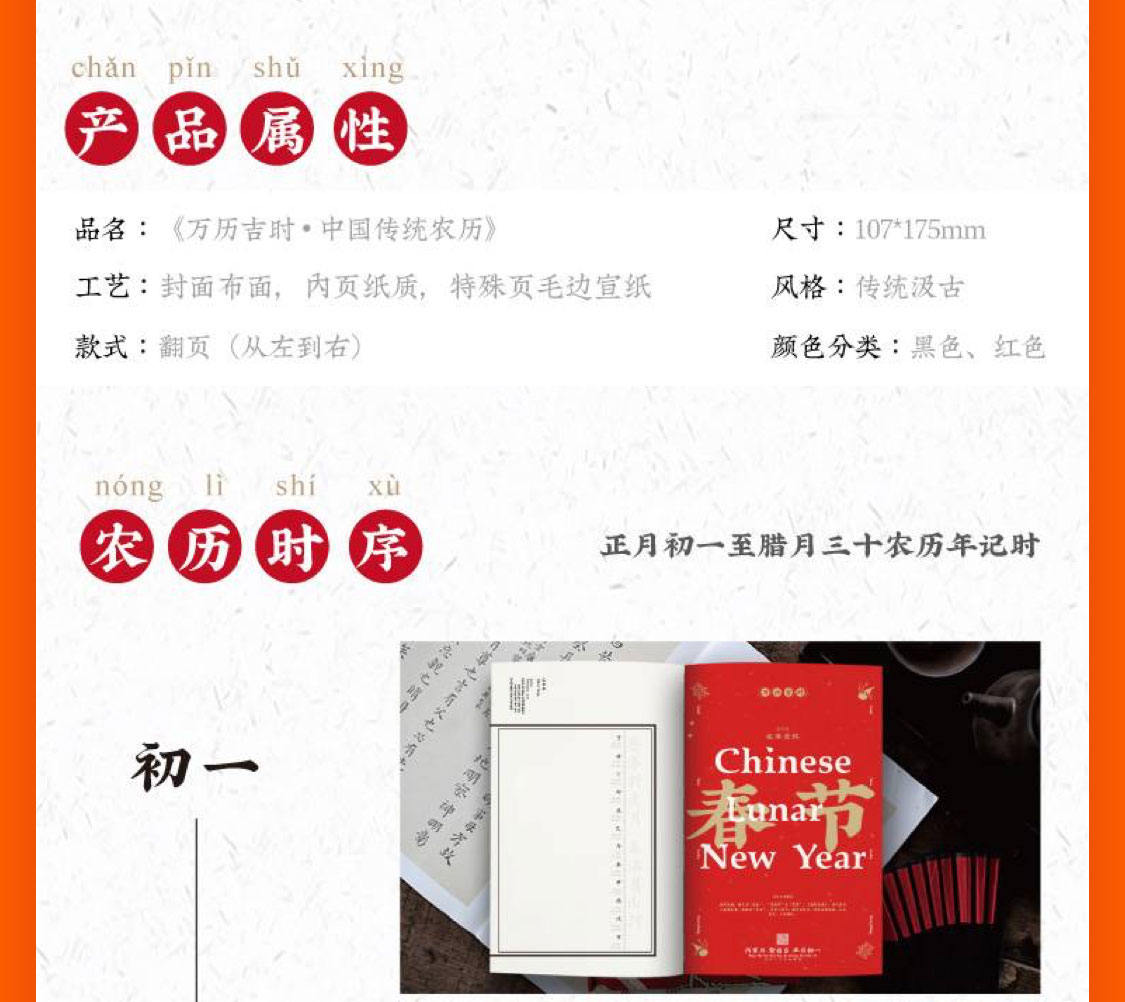 chǎn pǐn shǔ xìng
产品属性
品名：《万历吉时•中国传统农历》
尺寸：107*175mm
工艺：封面布面，内页纸质，特殊页毛边宣纸
风格：传统汲古
款式：翻页（从左到右）
颜色分类：黑色、红色
nóng lì shí xù
农历时序
正月初一至腊月三十农历年记时
初一
Chinese
春节
Lunar
New Year